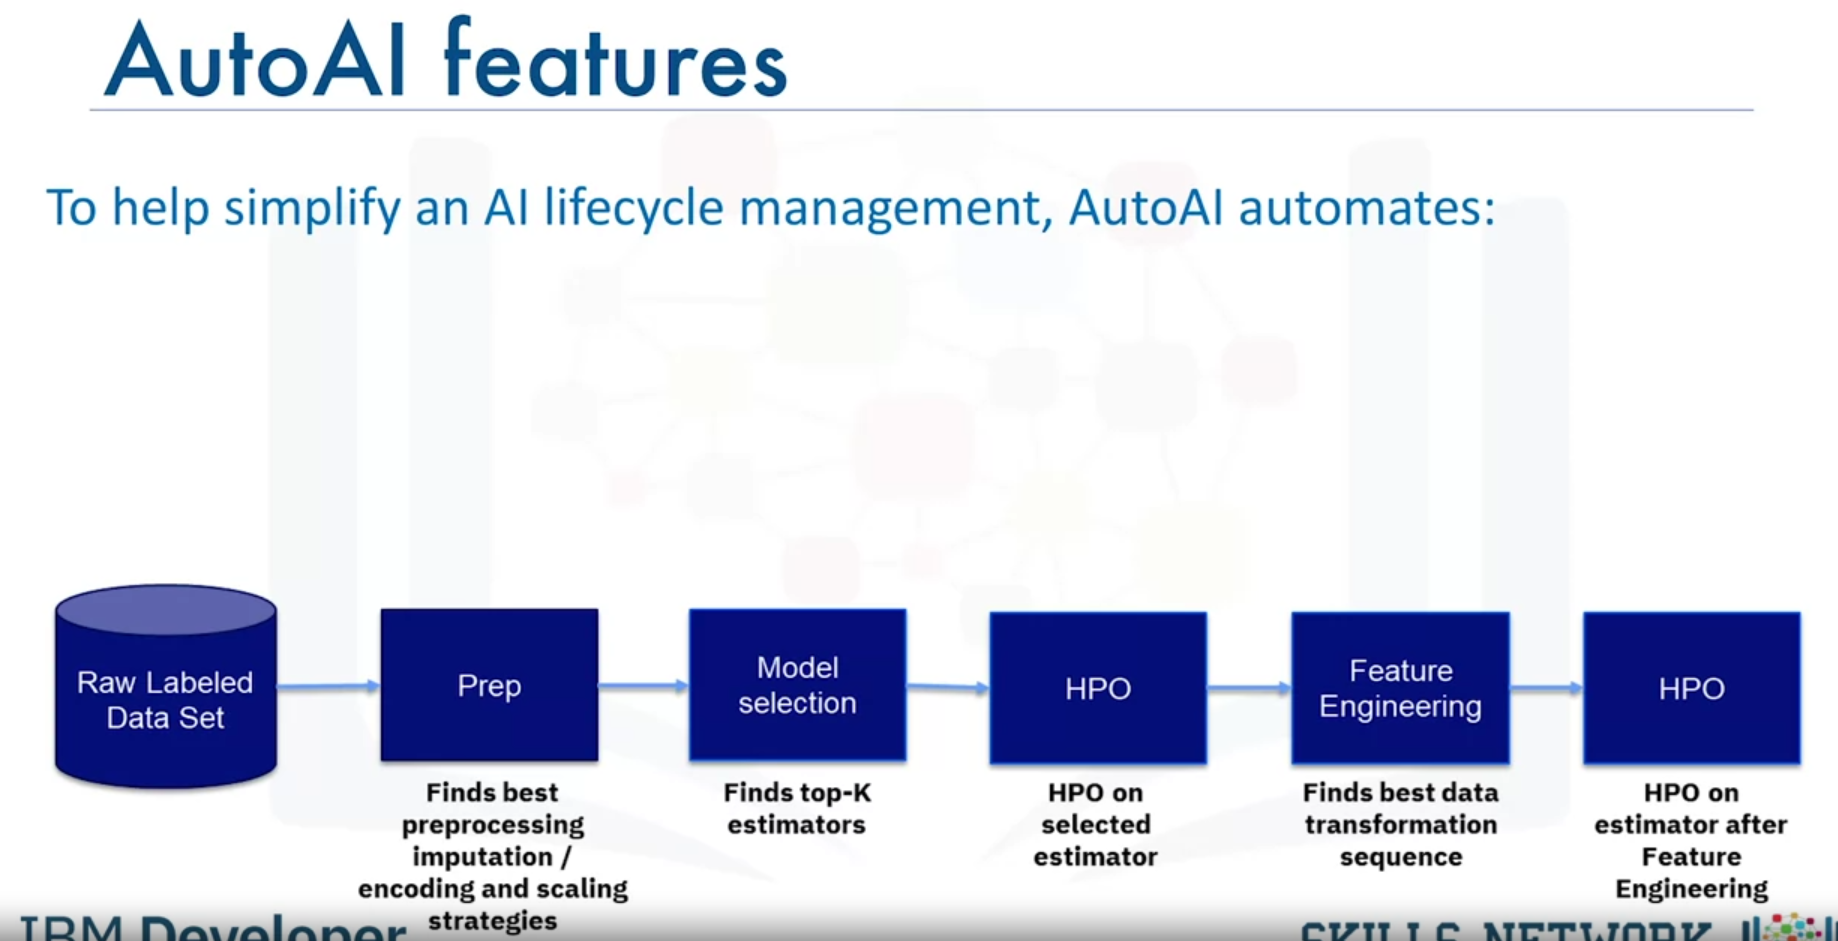 AutoAI features
To help simplify an AI lifecycle management, AutoAI automates:
Raw Labeled
Data Set
Prep
Model
selection
HPO
Feature
Engineering
HPO
Finds best
preprocessing
imputation /
encoding and scaling
strategies
Finds top-K
estimators
HPO on
selected
estimator
Finds best data
transformation
sequence
HPO on
estimator after
Feature
Engineering
IBM Developer
SKILLS NETWORK